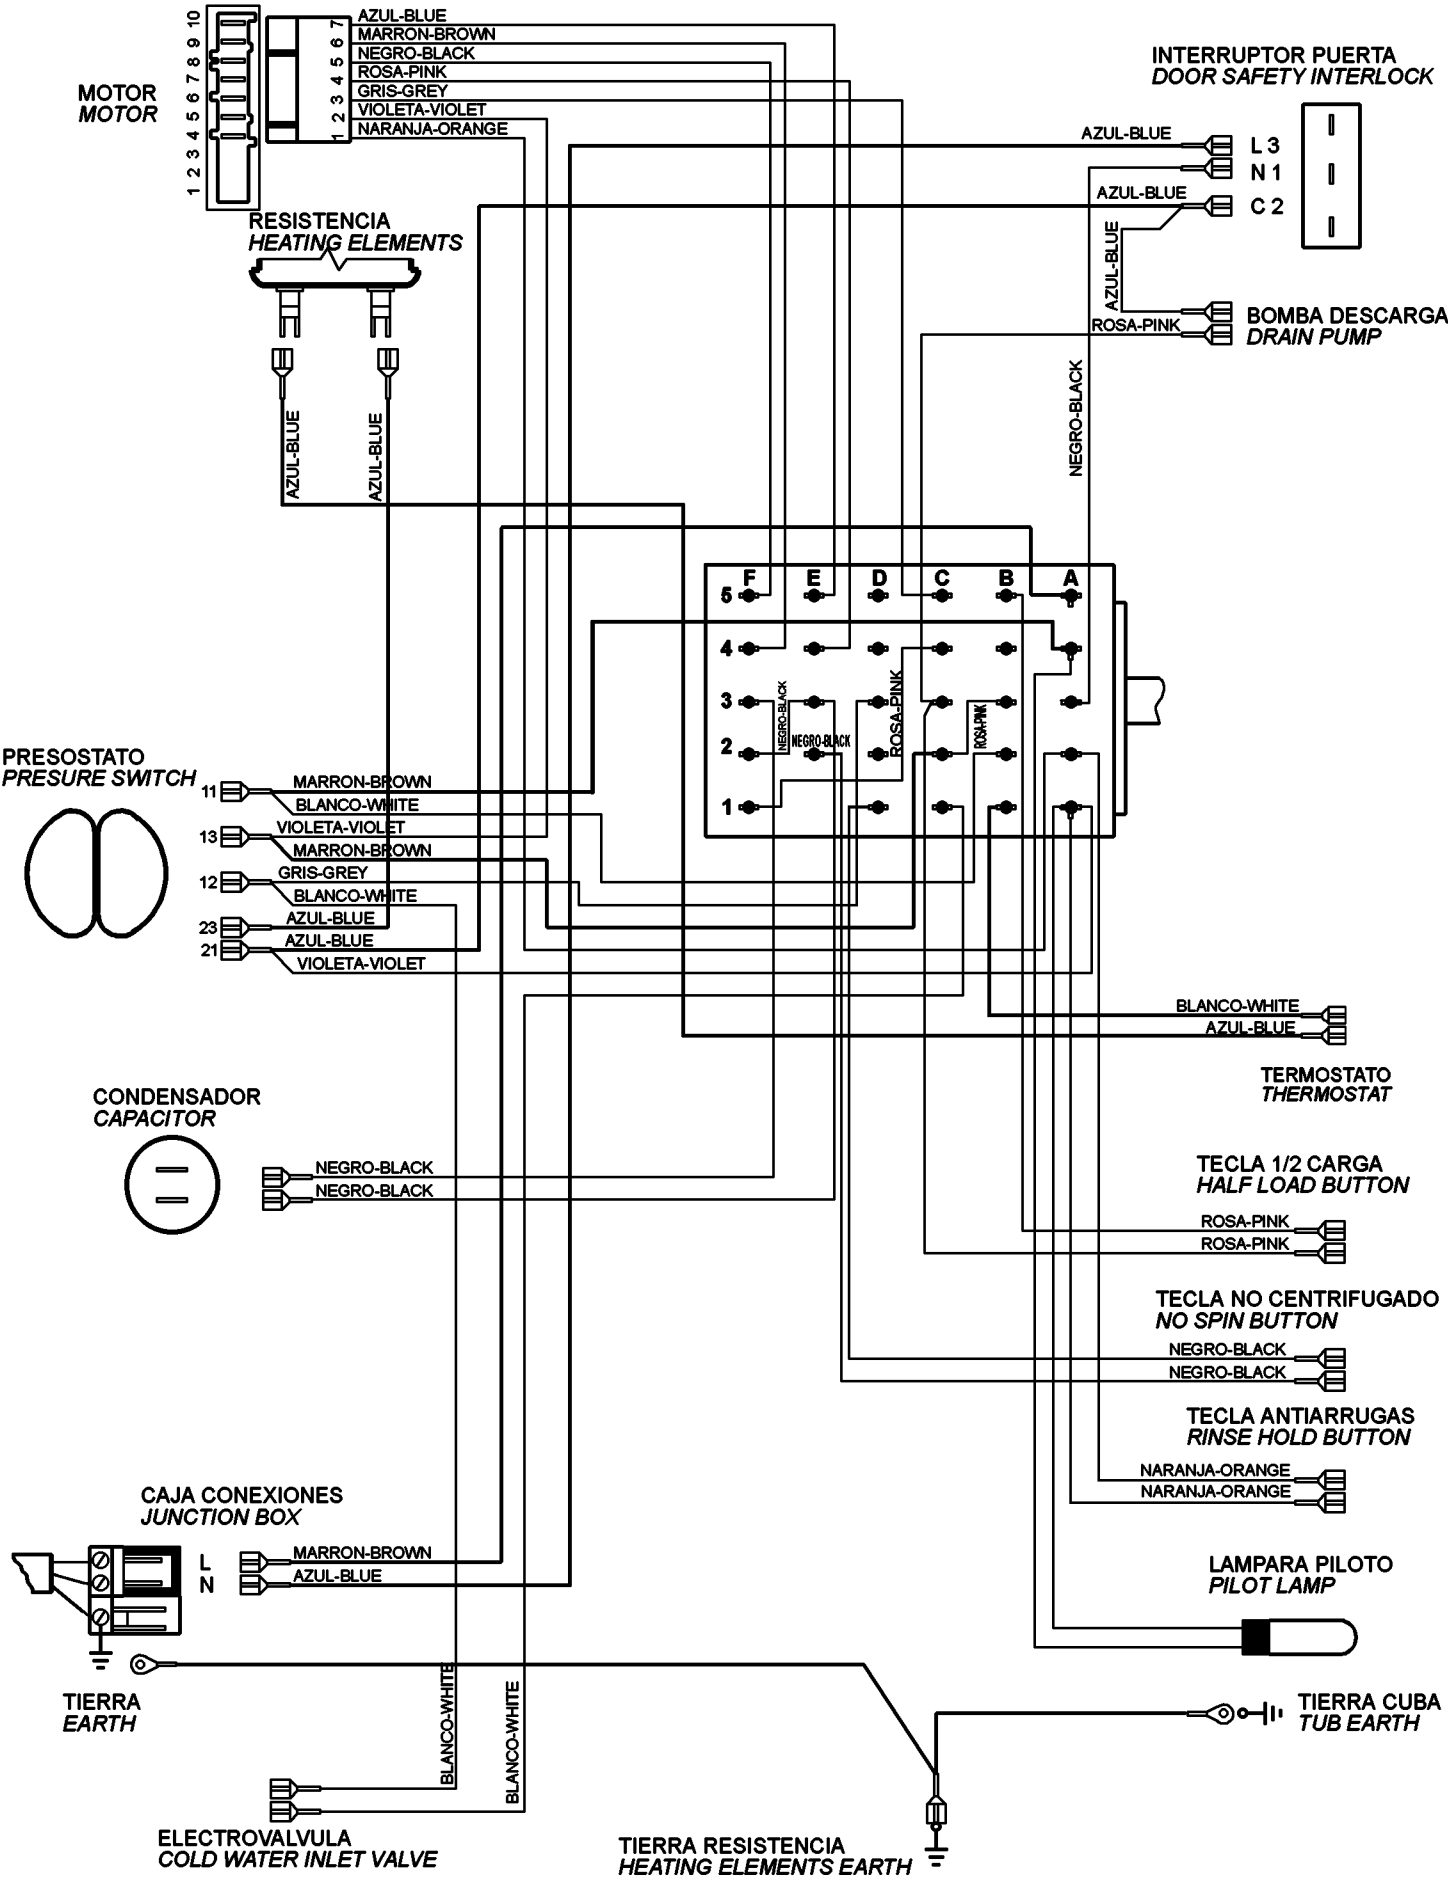 MOTOR
MOTOR
10
9
8
7
6
5
4
3
2
1
7
6
5
4
3
2
1
AZUL-BLUE
MARRON-BROWN
NEGRO-BLACK
ROSA-PINK
GRIS-GREY
VIOLETA-VIOLET
NARANJA-ORANGE
INTERRUPTOR PUERTA
DOOR SAFETY INTERLOCK
AZUL-BLUE
L 3
N 1
AZUL-BLUE
C 2
AZUL-BLUE
ROSA-PINK
BOMBA DESCARGA
DRAIN PUMP
NEGRO-BLACK
RESISTENCIA
HEATING ELEMENTS
AZUL-BLUE
AZUL-BLUE
F E D C B A
5
4
3
2
1
NEGRO-BLACK
NEGRO-BLACK
ROSA-PINK
ROSA-PINK
PRESOSTATO
PRESURE SWITCH
11
MARRON-BROWN
BLANCO-WHITE
13
VIOLETA-VIOLET
MARRON-BROWN
12
GRIS-GREY
BLANCO-WHITE
23
AZUL-BLUE
21
AZUL-BLUE
VIOLETA-VIOLET
BLANCO-WHITE
AZUL-BLUE
TERMOSTATO
THERMOSTAT
CONDENSADOR
CAPACITOR
NEGRO-BLACK
NEGRO-BLACK
TECLA 1/2 CARGA
HALF LOAD BUTTON
ROSA-PINK
ROSA-PINK
TECLA NO CENTRIFUGADO
NO SPIN BUTTON
NEGRO-BLACK
NEGRO-BLACK
TECLA ANTIARRUGAS
RINSE HOLD BUTTON
NARANJA-ORANGE
NARANJA-ORANGE
CAJA CONEXIONES
JUNCTION BOX
L
N
MARRON-BROWN
AZUL-BLUE
LAMPARA PILOTO
PILOT LAMP
TIERRA
EARTH
BLANCO-WHITE
BLANCO-WHITE
TIERRA CUBA
TUB EARTH
ELECTROVALVULA
COLD WATER INLET VALVE
TIERRA RESISTENCIA
HEATING ELEMENTS EARTH